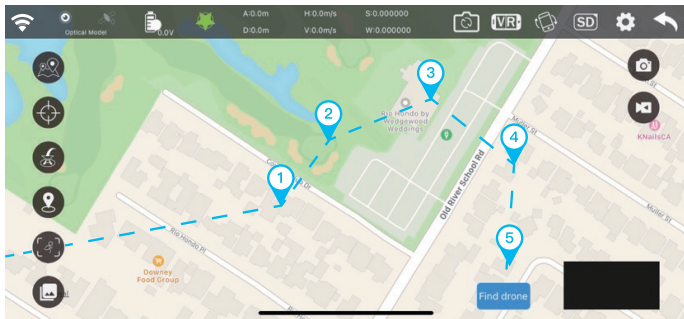 A:0.0m
H:0.0m/s
S:0.000000
VR
SD
Optical Model
0.0V
D:0.0m
V:0.0m/s
W:0.000000
3
2
Rio Hondo by
Wedgewood
Weddings
Muller St
KNailsCA
4
1
Old River School Rd
Muller St
Rio Hondo Pl
5
Downey
Food Group
Find drone